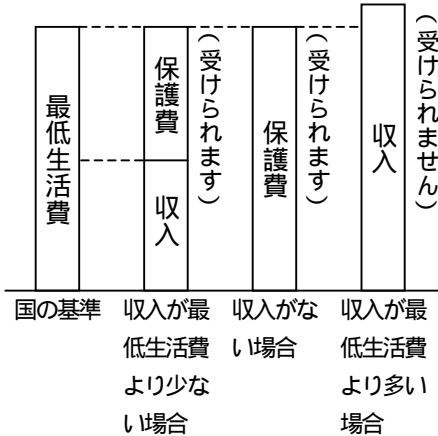 最低生活費
保護費
収入
（受けられます）
保護費
（受けられます）
収入
（受けられません）
国の基準
収入が最
低生活費
より少な
い場合
収入がな
い場合
収入が最
低生活費
より多い
場合